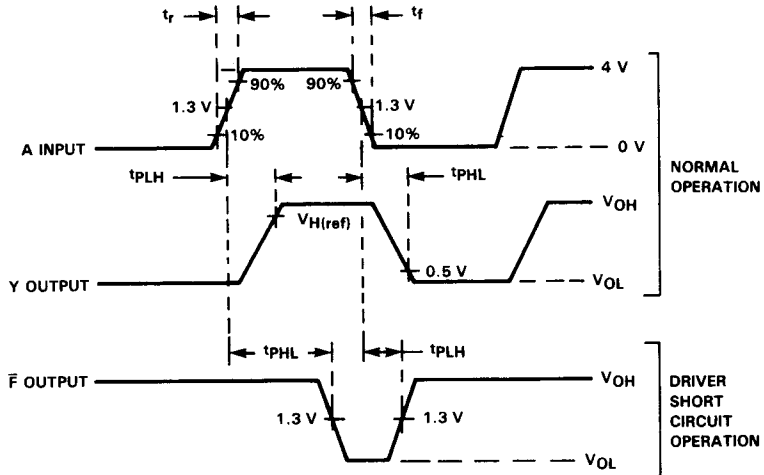 tr
tf
4 V
90%
90%
1.3 V
1.3 V
10%
10%
A INPUT
0 V
tPLH
tPHL
NORMAL
OPERATION
VH(ref)
VOH
0.5 V
Y OUTPUT
VOL
tPHL
tPLH
F̅ OUTPUT
VOH
1.3 V
1.3 V
VOL
DRIVER
SHORT
CIRCUIT
OPERATION